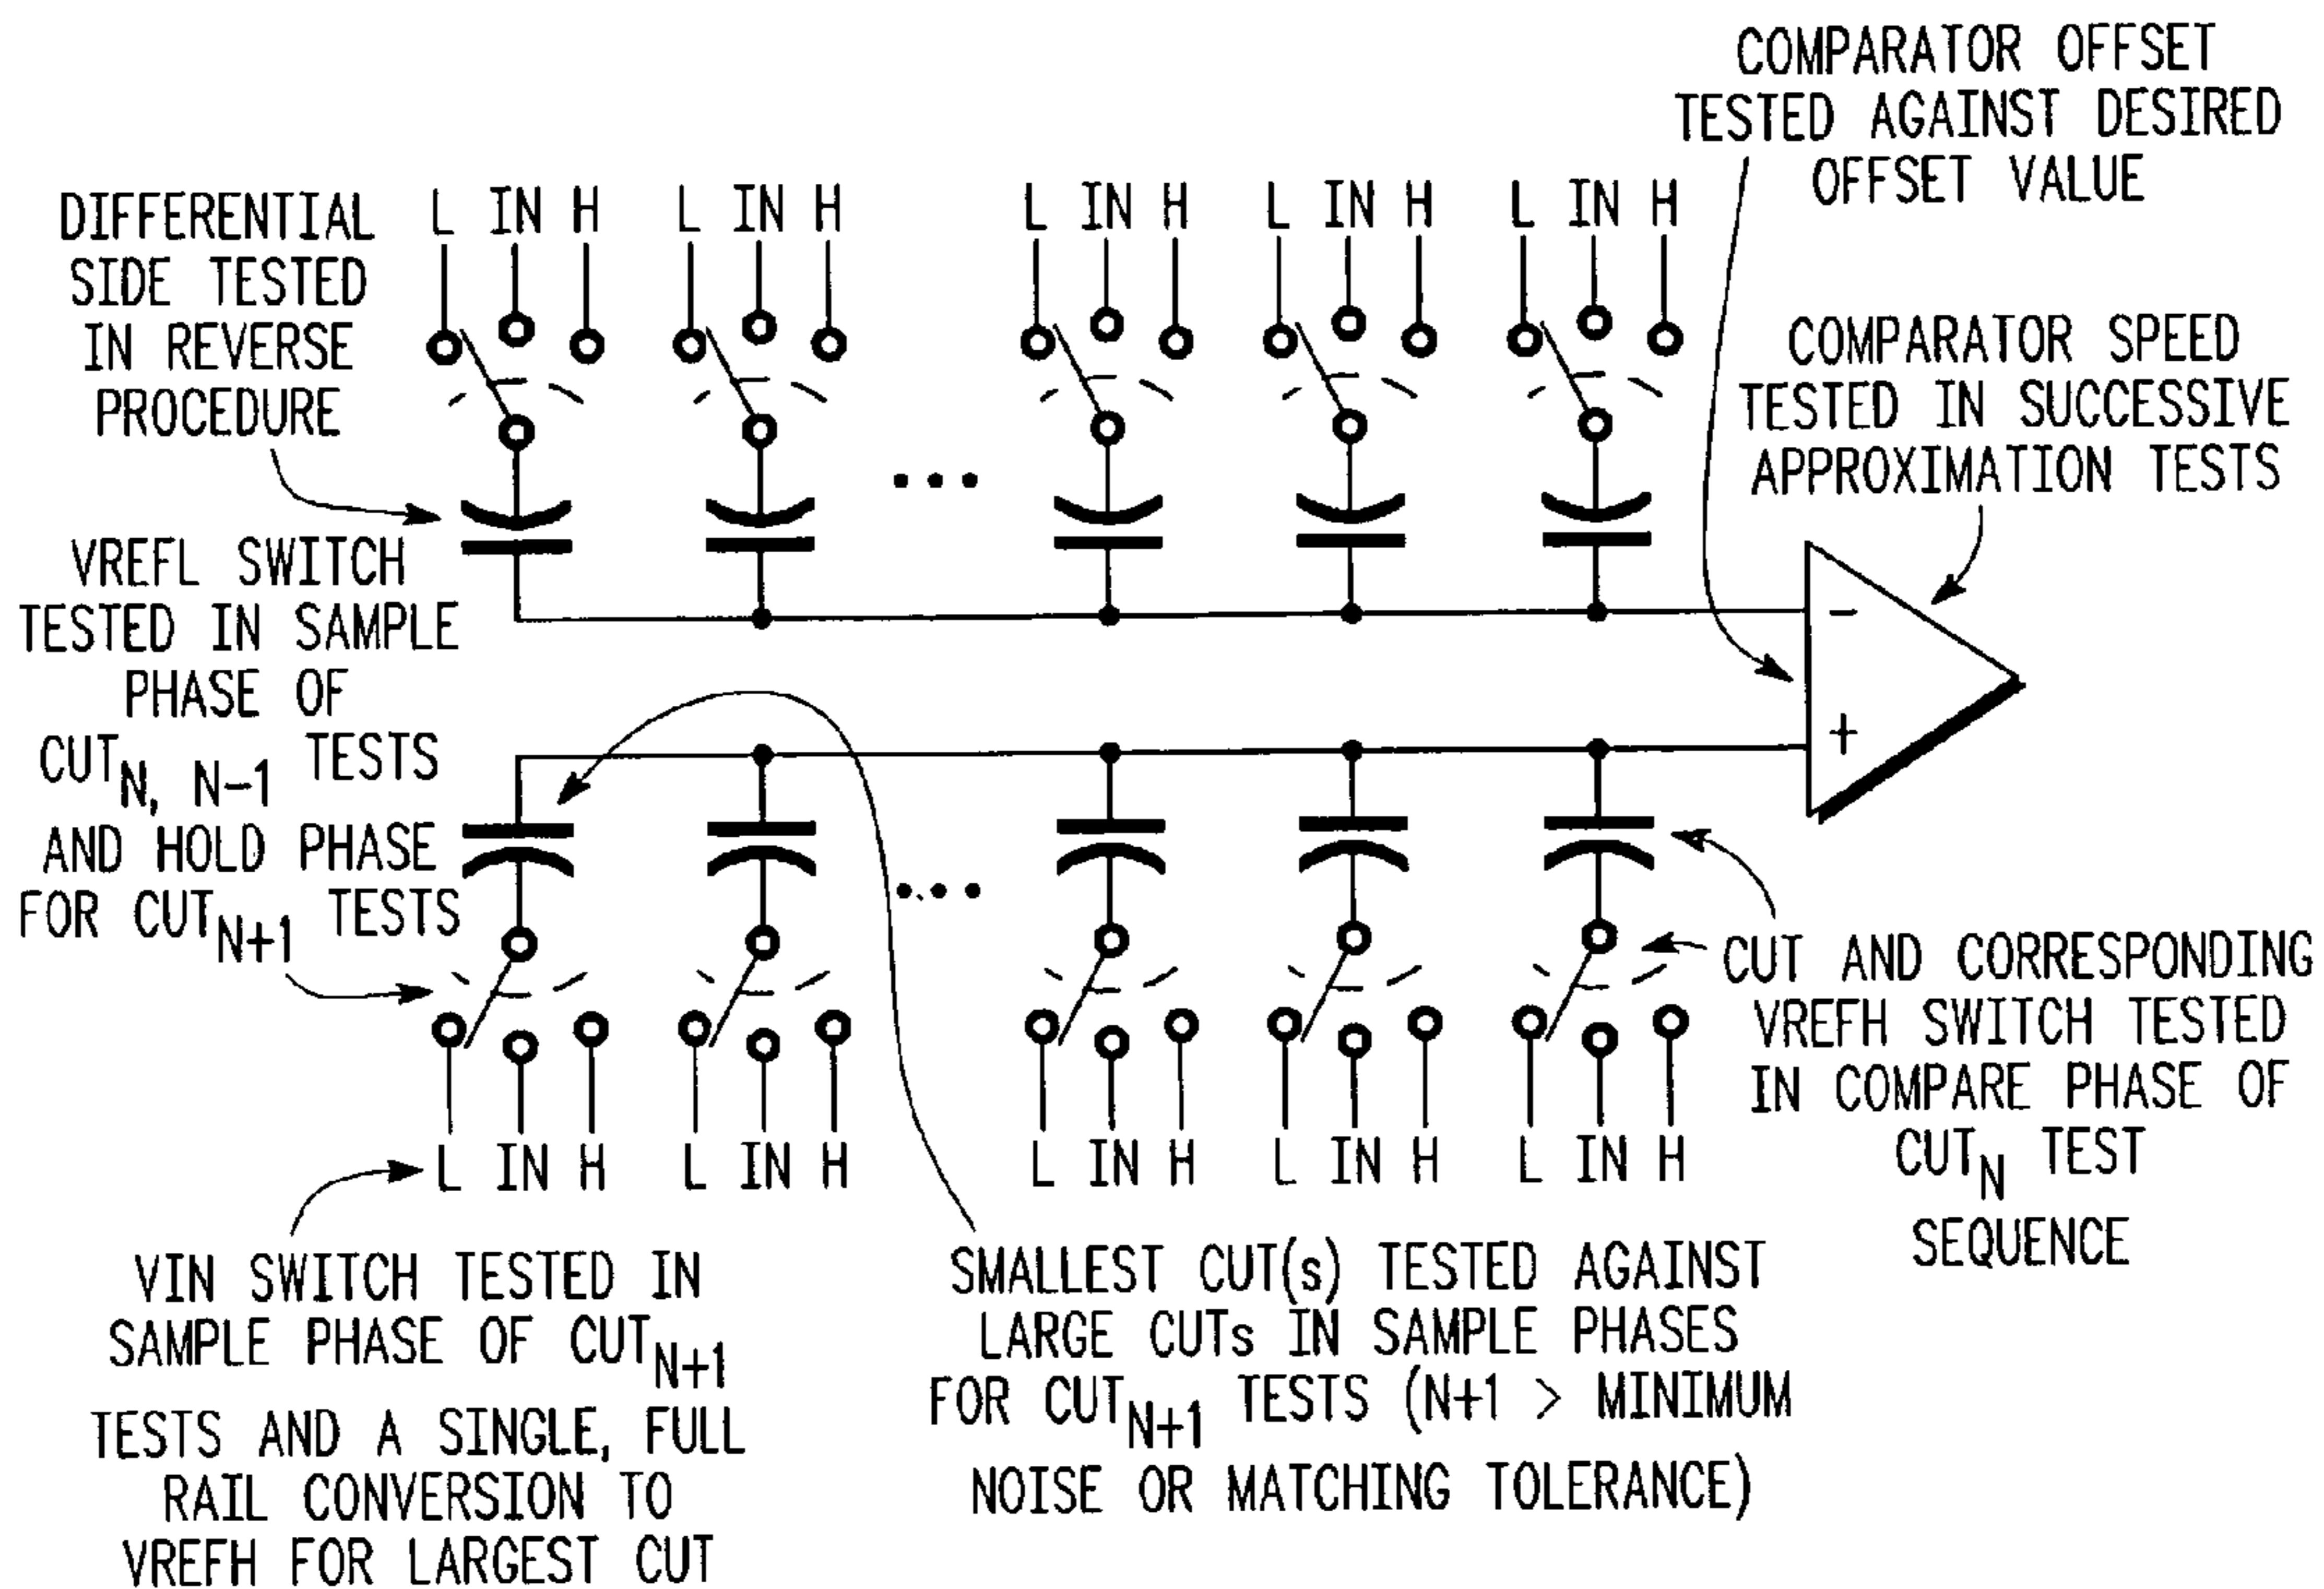 COMPARATOR OFFSET
TESTED AGAINST DESIRED
OFFSET VALUE
DIFFERENTIAL
SIDE TESTED
IN REVERSE
PROCEDURE
L IN H L IN H L IN H L IN H L IN H
COMPARATOR SPEED
TESTED IN SUCCESSIVE
APPROXIMATION TESTS
VREFL SWITCH
TESTED IN SAMPLE
PHASE OF
CUTN, N-1 TESTS
AND HOLD PHASE
FOR CUTN+1 TESTS
−
+
CUT AND CORRESPONDING
VREFH SWITCH TESTED
IN COMPARE PHASE OF
CUTN TEST
SEQUENCE
L IN H L IN H L IN H L IN H L IN H
VIN SWITCH TESTED IN
SAMPLE PHASE OF CUTN+1
TESTS AND A SINGLE, FULL
RAIL CONVERSION TO
VREFH FOR LARGEST CUT
SMALLEST CUT(s) TESTED AGAINST
LARGE CUTs IN SAMPLE PHASES
FOR CUTN+1 TESTS (N+1 > MINIMUM
NOISE OR MATCHING TOLERANCE)